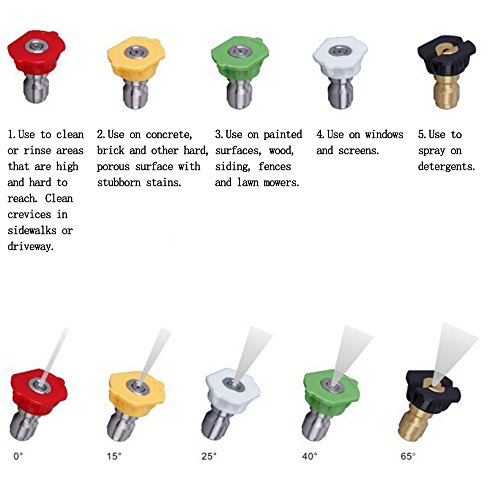 1. Use to clean
or rinse areas
that are high
and hard to
reach. Clean
crevices in
sidewalks or
driveway.
2. Use on concrete,
brick and other hard,
porous surface with
stubborn stains.
3. Use on painted
surfaces, wood,
siding, fences
and lawn mowers.
4. Use on windows
and screens.
5. Use to
spray on
detergents.
0°
15°
25°
40°
65°